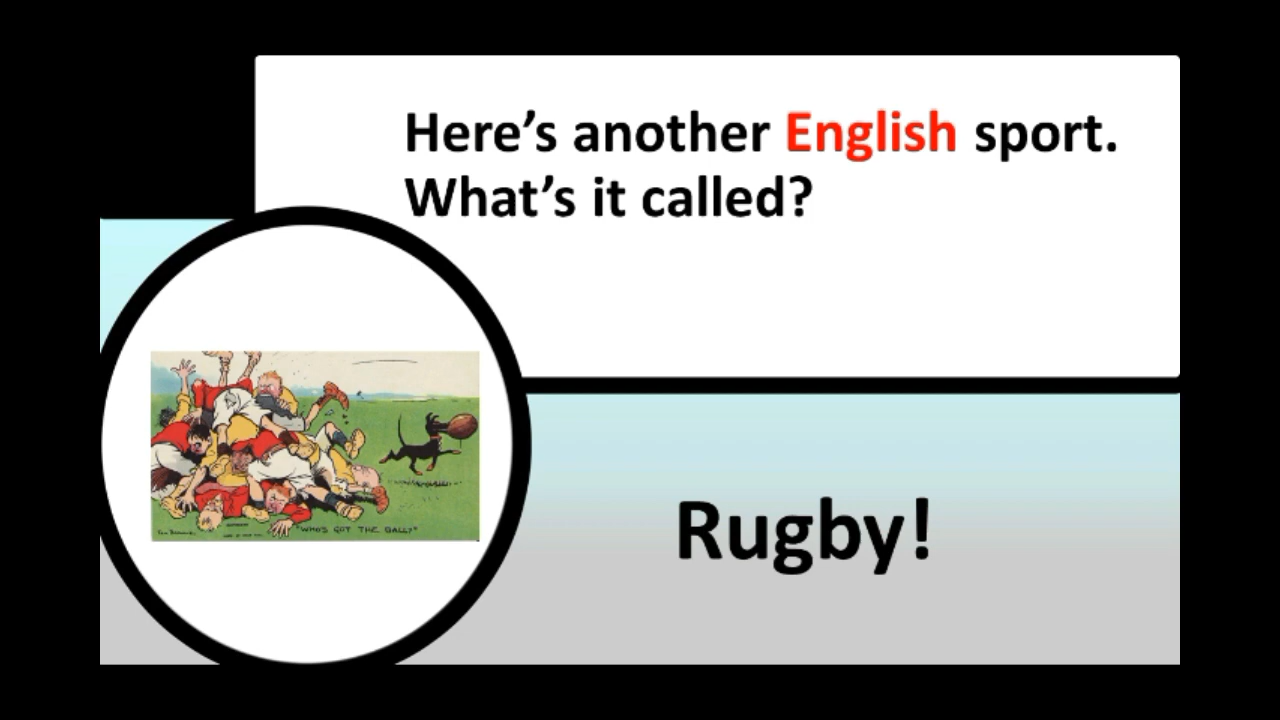 Here's another English sport.
What's it called?
"WHO'S GOT THE BALL?"
Rugby!